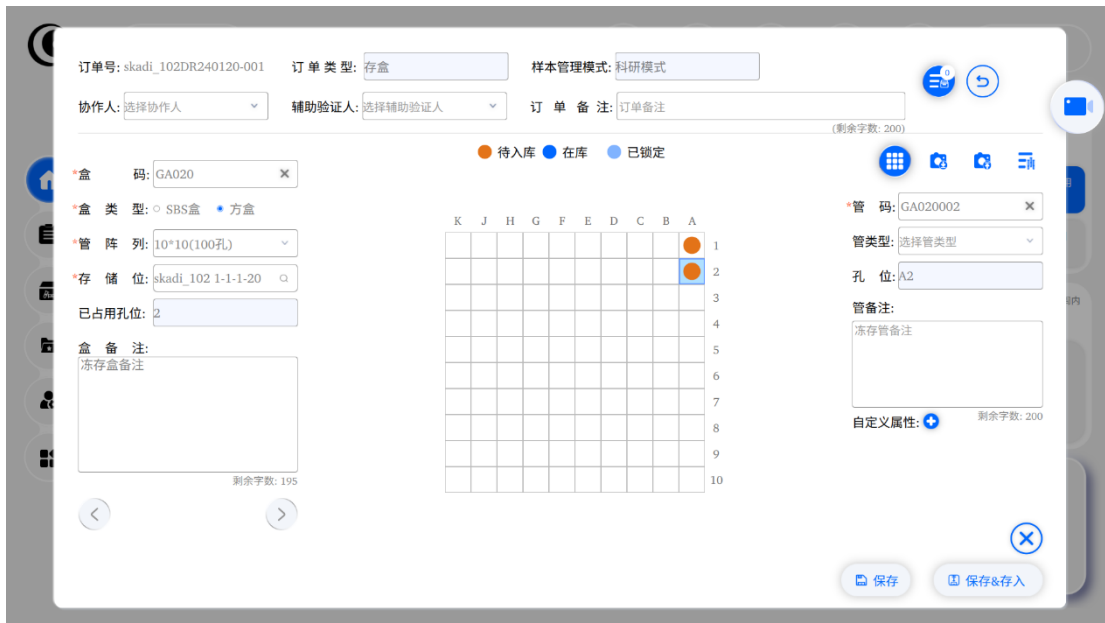 订单号: skadi_102DR240120-001 订单类型: 存盒 样本管理模式: 科研模式
0
协作人: 选择协作人 辅助验证人: 选择辅助验证人 订单备注: 订单备注
(剩余字数: 200)
待入库 在库 已锁定
*盒码: GA020
*盒类型: SBS盒 方盒
*管阵列: 10*10(100孔)
*存储位: skadi_102 1-1-1-20
已占用孔位: 2
盒备注:
冻存盒备注
剩余字数: 195
K J H G F E D C B A
1
2
3
4
5
6
7
8
9
10
*管码: GA020002
管类型: 选择管类型
孔位: A2
管备注:
冻存管备注
剩余字数: 200
自定义属性:
保存 保存&存入